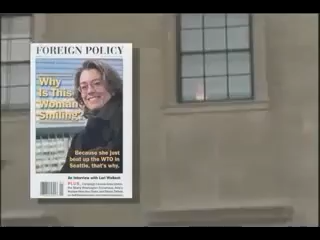 FOREIGN POLICY
Why
Is This
Woman
Smiling?
Because she just
beat up the WTO in
Seattle, that's why.
An Interview with Lori Wallach
PLUS